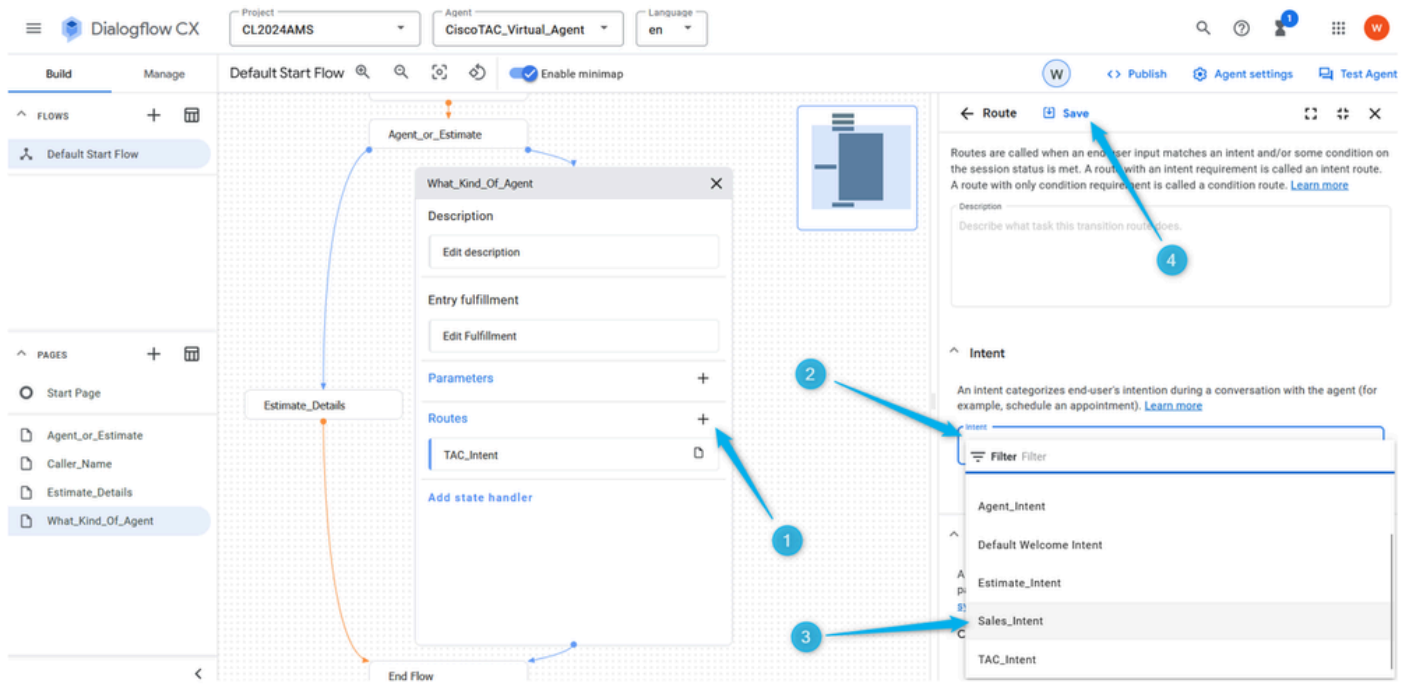 Dialogflow CX
Project
CL2024AMS
Agent
CiscoTAC_Virtual_Agent
Language
en
1
W
Build
Manage
Default Start Flow
Enable minimap
W
Publish
Agent settings
Test Agent
FLOWS
Default Start Flow
PAGES
Start Page
Agent_or_Estimate
Caller_Name
Estimate_Details
What_Kind_Of_Agent
Agent_or_Estimate
Estimate_Details
What_Kind_Of_Agent
Description
Edit description
Entry fulfillment
Edit Fulfillment
Parameters
Routes
TAC_Intent
Add state handler
End Flow
1
2
3
4
Route
Save
Routes are called when an end-user input matches an intent and/or some condition on
the session status is met. A route with an intent requirement is called an intent route.
A route with only condition requirement is called a condition route. Learn more
Description
Describe what task this transition route does.
Intent
An intent categorizes end-user's intention during a conversation with the agent (for
example, schedule an appointment). Learn more
Intent
Filter Filter
Agent_Intent
Default Welcome Intent
Estimate_Intent
Sales_Intent
TAC_Intent